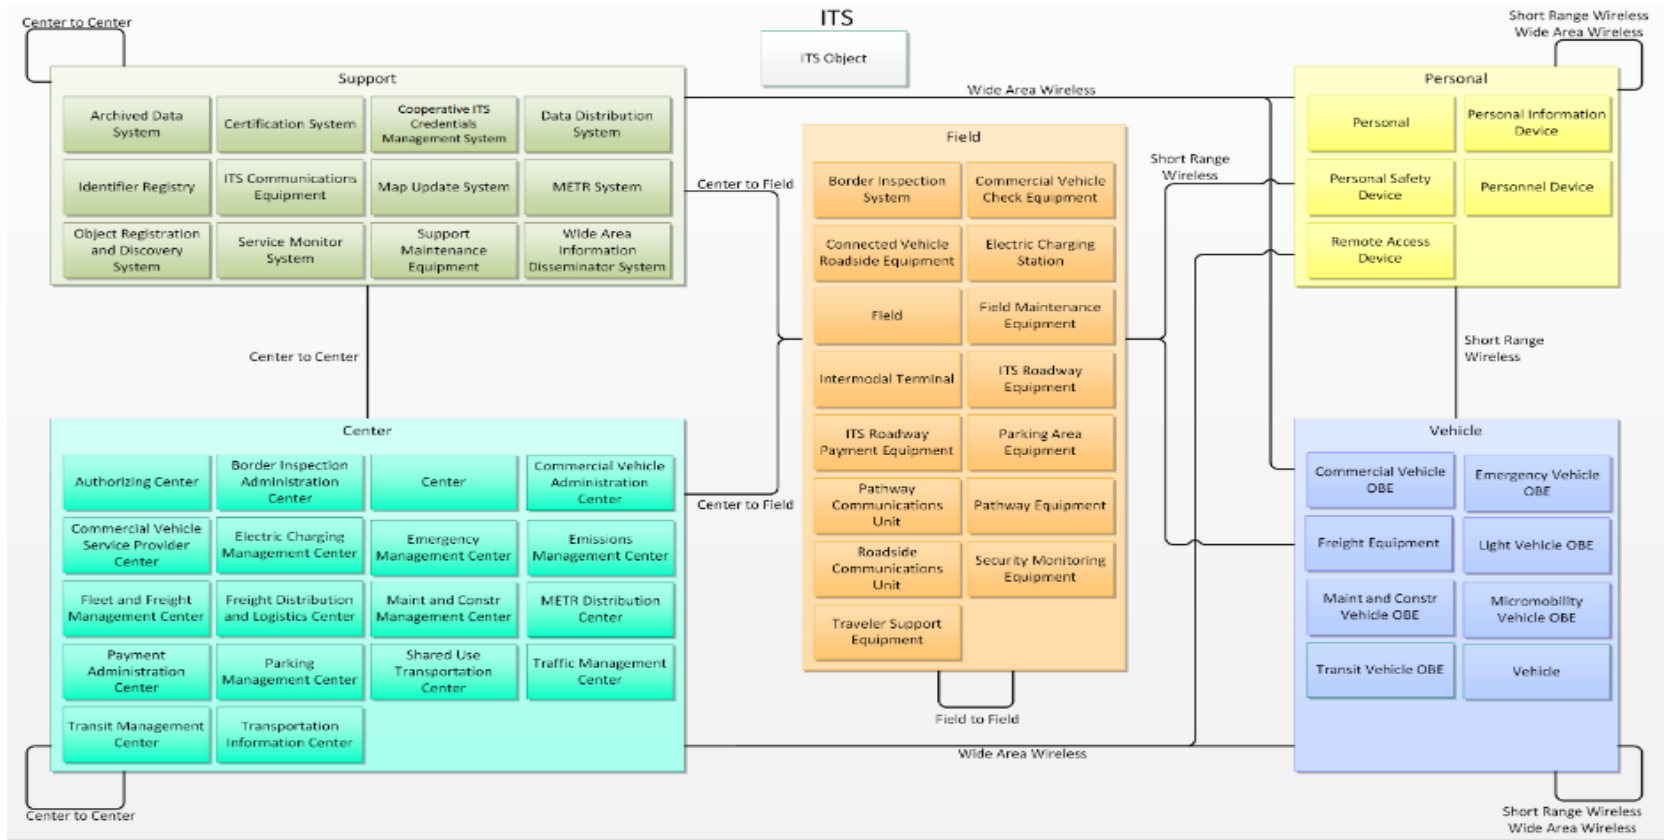 ITS
ITS Object
Center to Center
Support
Archived Data
System
Certification System
Cooperative ITS
Credentials
Management System
Data Distribution
System
Identifier Registry
ITS Communications
Equipment
Map Update System
METR System
Object Registration
and Discovery
System
Service Monitor
System
Support
Maintenance
Equipment
Wide Area
Information
Disseminator System
Center to Center
Center
Authorizing Center
Border Inspection
Administration
Center
Center
Commercial Vehicle
Administration
Center
Commercial Vehicle
Service Provider
Center
Electric Charging
Management Center
Emergency
Management Center
Emissions
Management Center
Fleet and Freight
Management Center
Freight Distribution
and Logistics Center
Maint and Constr
Management Center
METR Distribution
Center
Payment
Administration
Center
Parking
Management Center
Shared Use
Transportation
Center
Traffic Management
Center
Transit Management
Center
Transportation
Information Center
Center to Center
Center to Field
Center to Field
Wide Area Wireless
Field
Border Inspection
System
Commercial Vehicle
Check Equipment
Connected Vehicle
Roadside Equipment
Electric Charging
Station
Field
Field Maintenance
Equipment
Intermodal Terminal
ITS Roadway
Equipment
ITS Roadway
Payment Equipment
Parking Area
Equipment
Pathway
Communications
Unit
Pathway Equipment
Roadside
Communications
Unit
Security Monitoring
Equipment
Traveler Support
Equipment
Field to Field
Wide Area Wireless
Short Range
Wireless
Short Range Wireless
Wide Area Wireless
Personal
Personal
Personal Information
Device
Personal Safety
Device
Personnel Device
Remote Access
Device
Short Range
Wireless
Vehicle
Commercial Vehicle
OBE
Emergency Vehicle
OBE
Freight Equipment
Light Vehicle OBE
Maint and Constr
Vehicle OBE
Micromobility
Vehicle OBE
Transit Vehicle OBE
Vehicle
Short Range Wireless
Wide Area Wireless